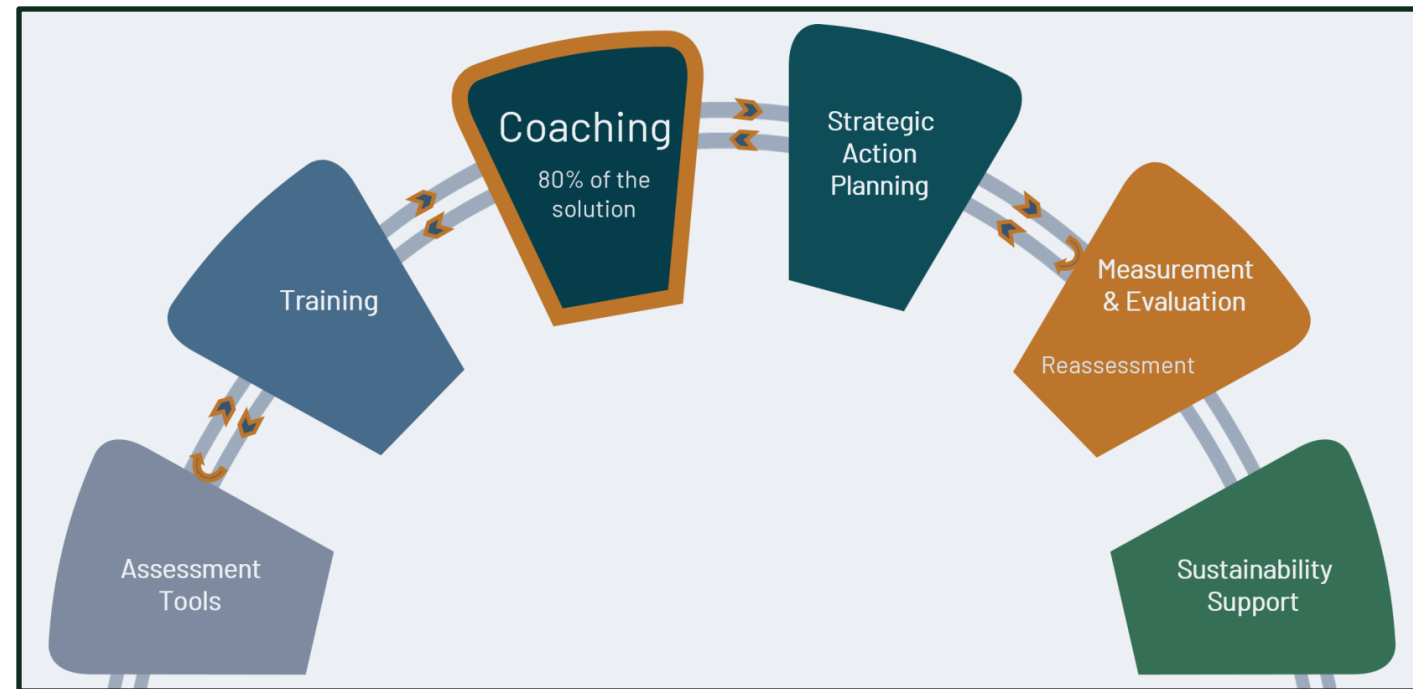 Coaching
80% of the
solution
Strategic
Action
Planning
Training
Measurement
& Evaluation
Reassessment
Assessment
Tools
Sustainability
Support